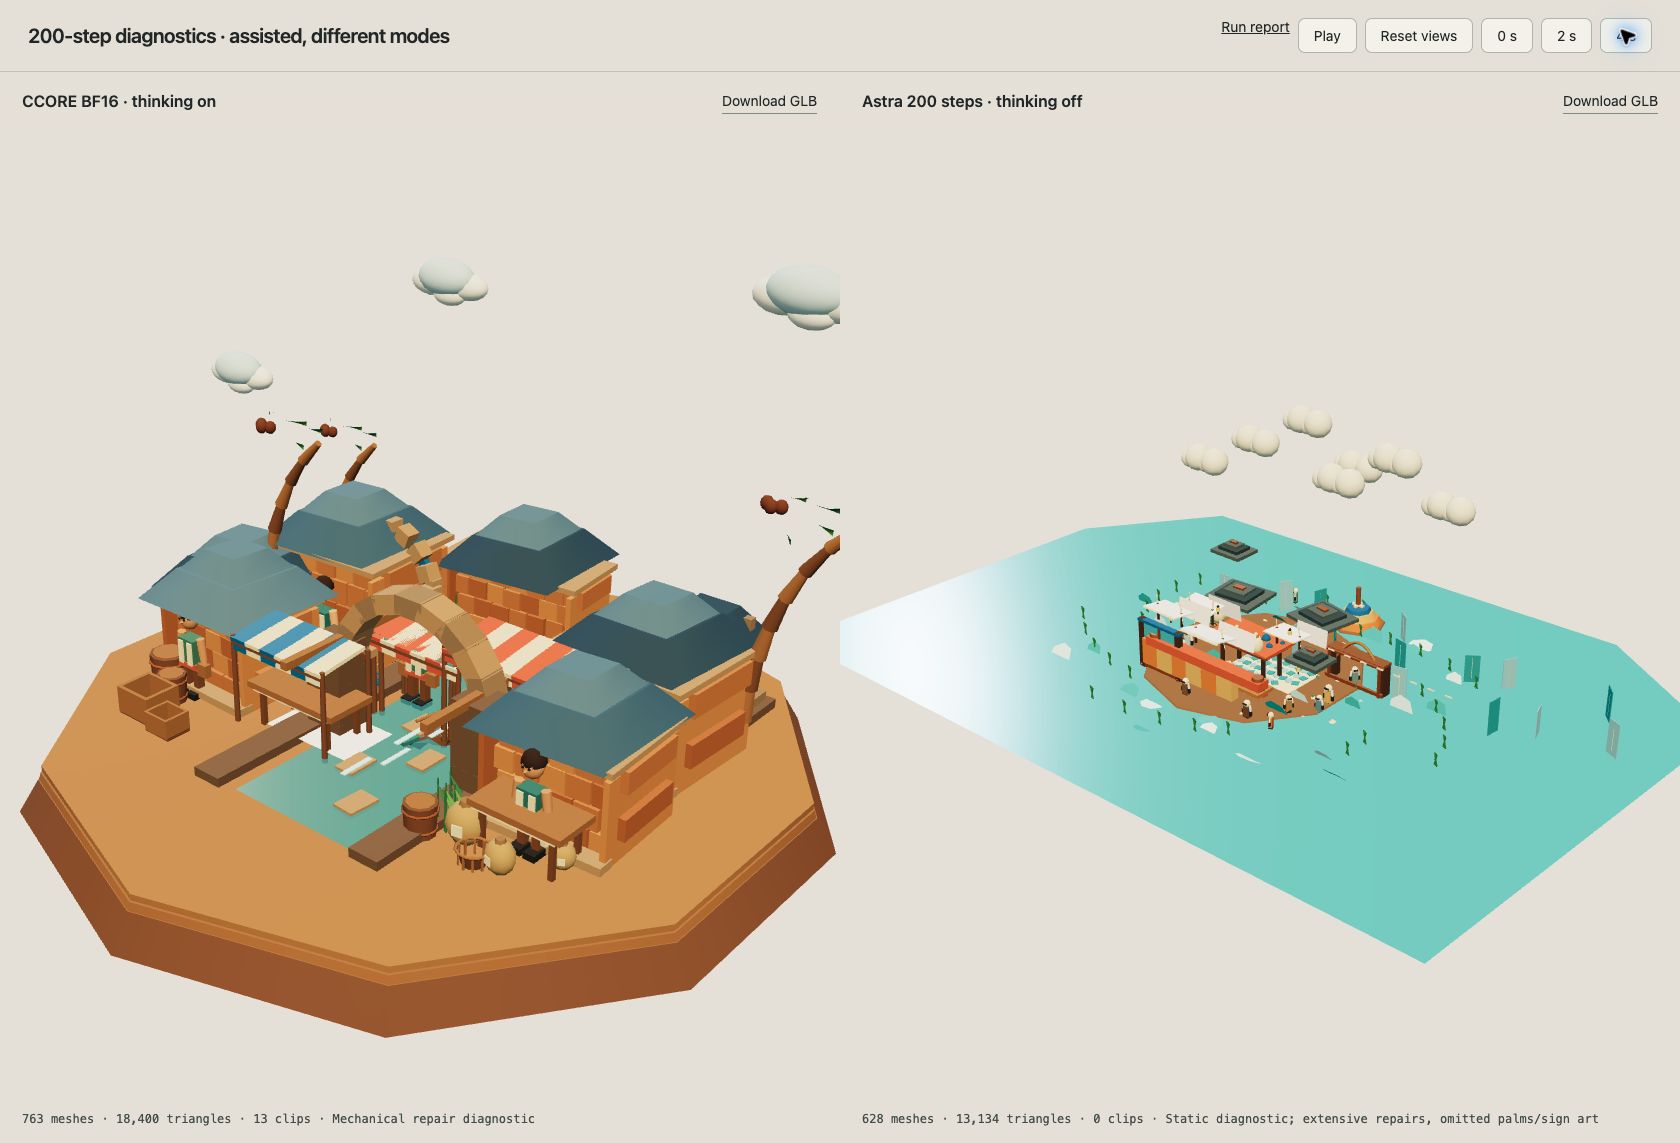 200-step diagnostics · assisted, different modes
Run report
Play
Reset views
0 s
2 s
CCORE BF16 · thinking on
Download GLB
Astra 200 steps · thinking off
Download GLB
763 meshes · 18,400 triangles · 13 clips · Mechanical repair diagnostic
628 meshes · 13,134 triangles · 0 clips · Static diagnostic; extensive repairs, omitted palms/sign art